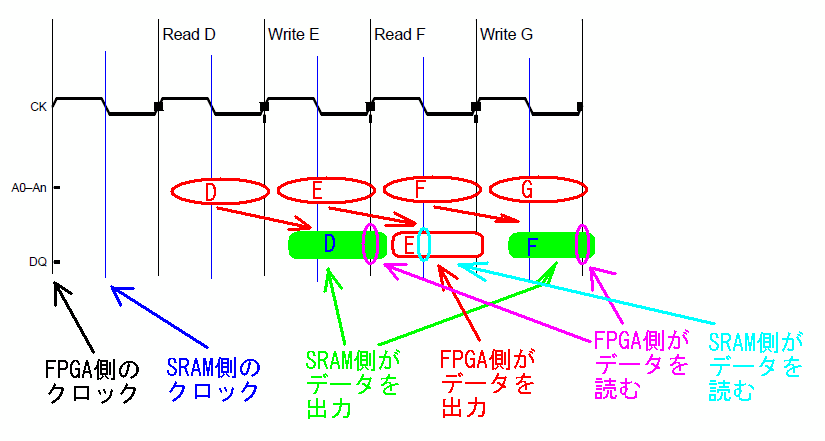 Read D
Write E
Read F
Write G
CK
A0–An
D
E
F
G
DQ
D
E
F
FPGA側の
クロック
SRAM側の
クロック
SRAM側が
データを
出力
FPGA側が
データを
出力
FPGA側が
データを
読む
SRAM側が
データを
読む